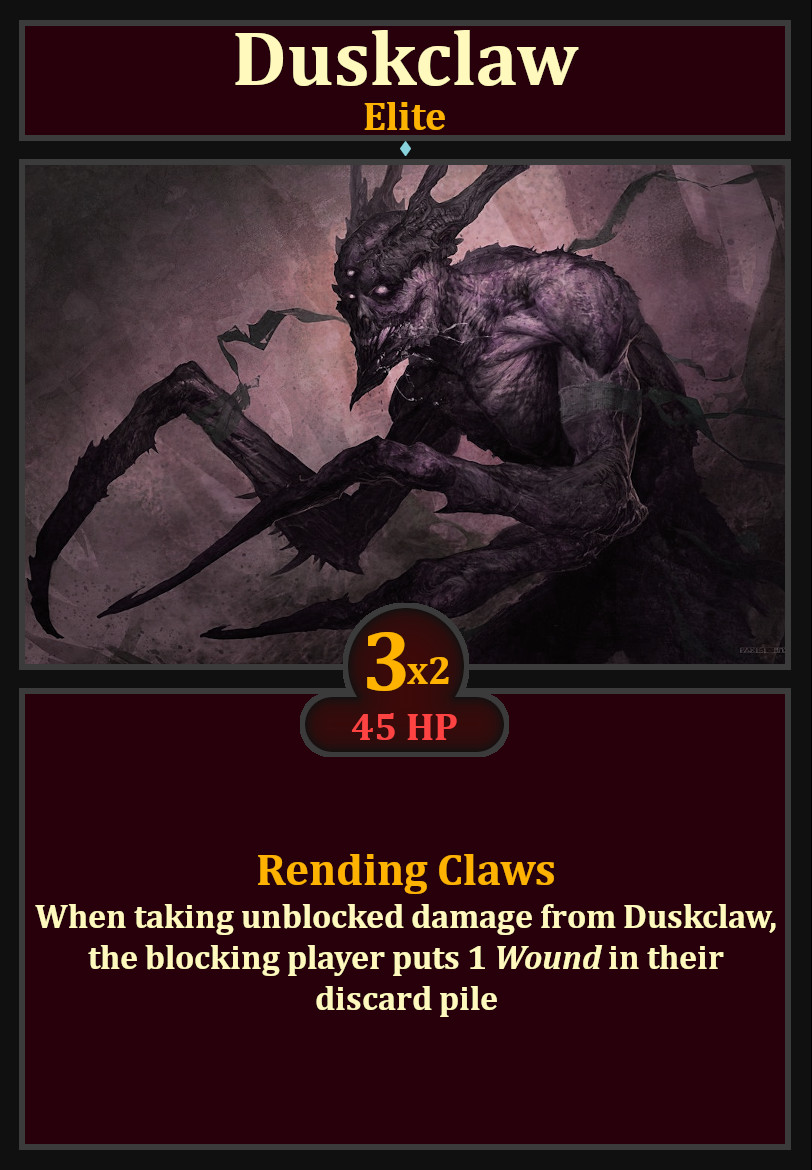 Duskclaw
Elite
3x2
45 HP
Rending Claws
When taking unblocked damage from Duskclaw,
the blocking player puts 1 Wound in their
discard pile